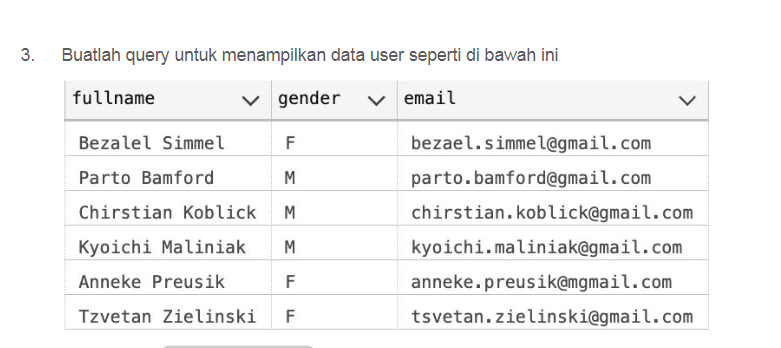 3. Buatlah query untuk menampilkan data user seperti di bawah ini
fullname gender email
Bezalel Simmel F bezael.simmel@gmail.com
Parto Bamford M parto.bamford@gmail.com
Chirstian Koblick M chirstian.koblick@gmail.com
Kyoichi Maliniak M kyoichi.maliniak@gmail.com
Anneke Preusik F anneke.preusik@mgmail.com
Tzvetan Zielinski F tsvetan.zielinski@gmail.com